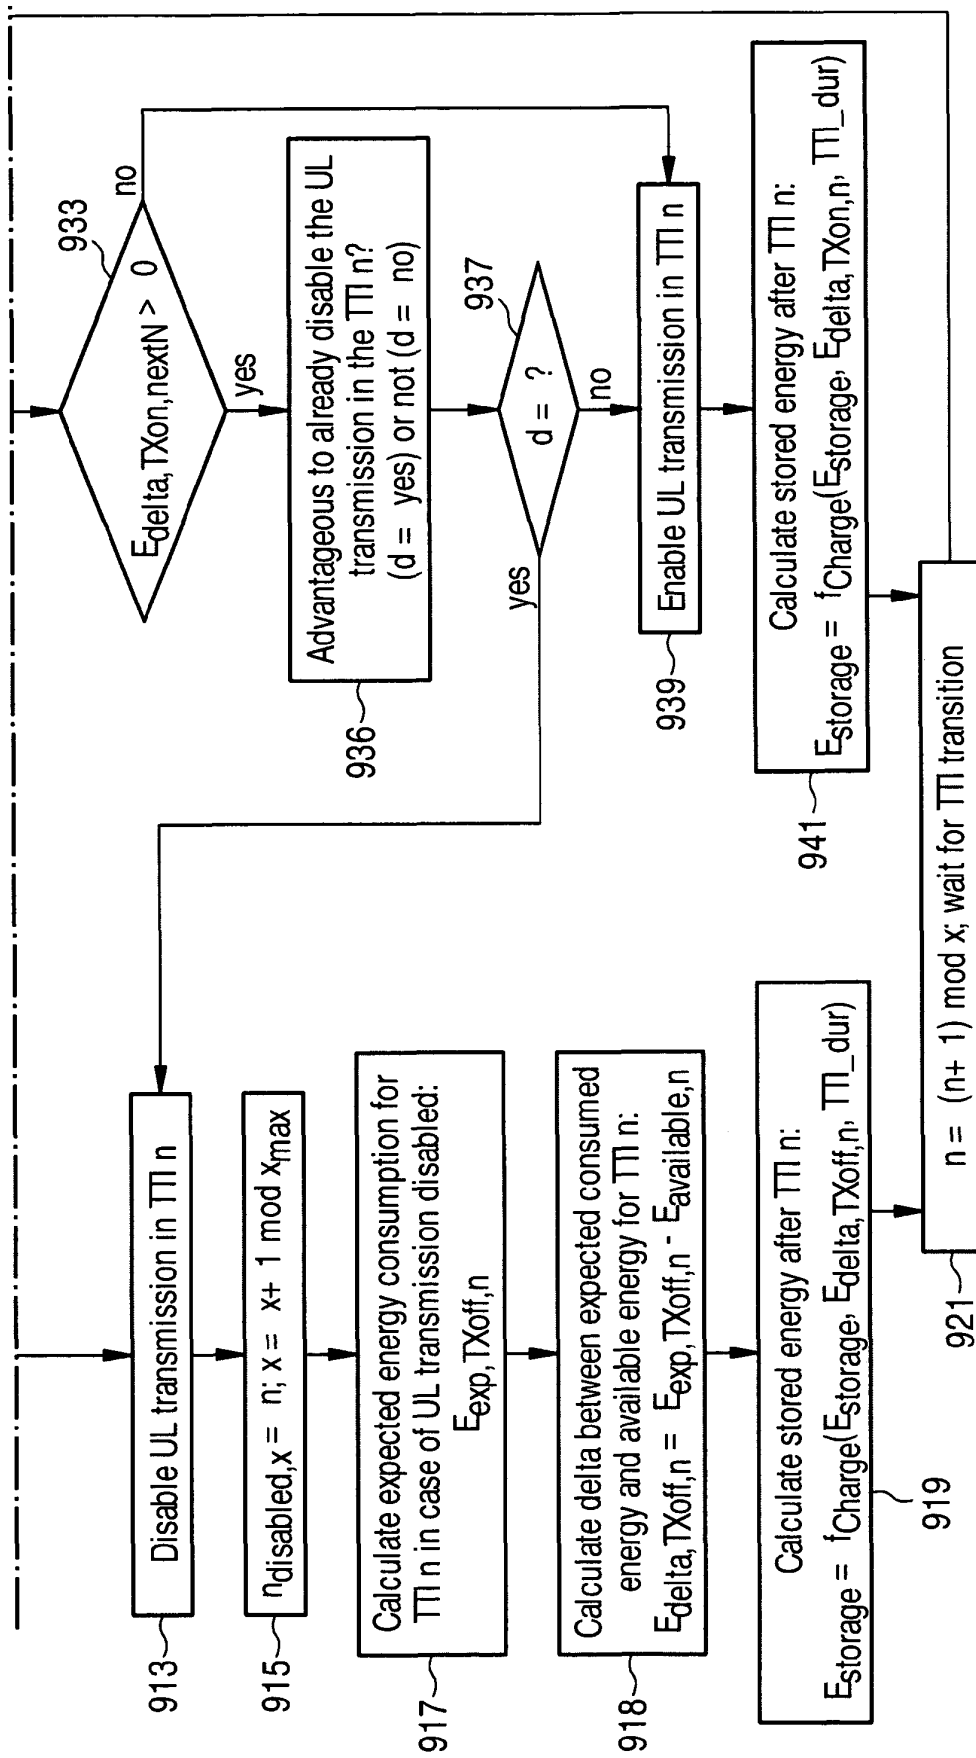 933
E_delta,TXon,nextN > 0
no
yes
Advantageous to already disable the UL
transmission in the TTI n?
(d = yes) or not (d = no)
936
937
d = ?
yes
no
Enable UL transmission in TTI n
939
Calculate stored energy after TTI n:
E_storage = f_Charge(E_storage, E_delta,TXon,n, TTI_dur)
941
Disable UL transmission in TTI n
913
n_disabled,x = n; x = x+ 1 mod x_max
915
Calculate expected energy consumption for
TTI n in case of UL transmission disabled:
E_exp,TXoff,n
917
Calculate delta between expected consumed
energy and available energy for TTI n:
E_delta,TXoff,n = E_exp,TXoff,n - E_available,n
918
Calculate stored energy after TTI n:
E_storage = f_Charge(E_storage, E_delta,TXoff,n, TTI_dur)
919
n = (n+ 1) mod x; wait for TTI transition
921